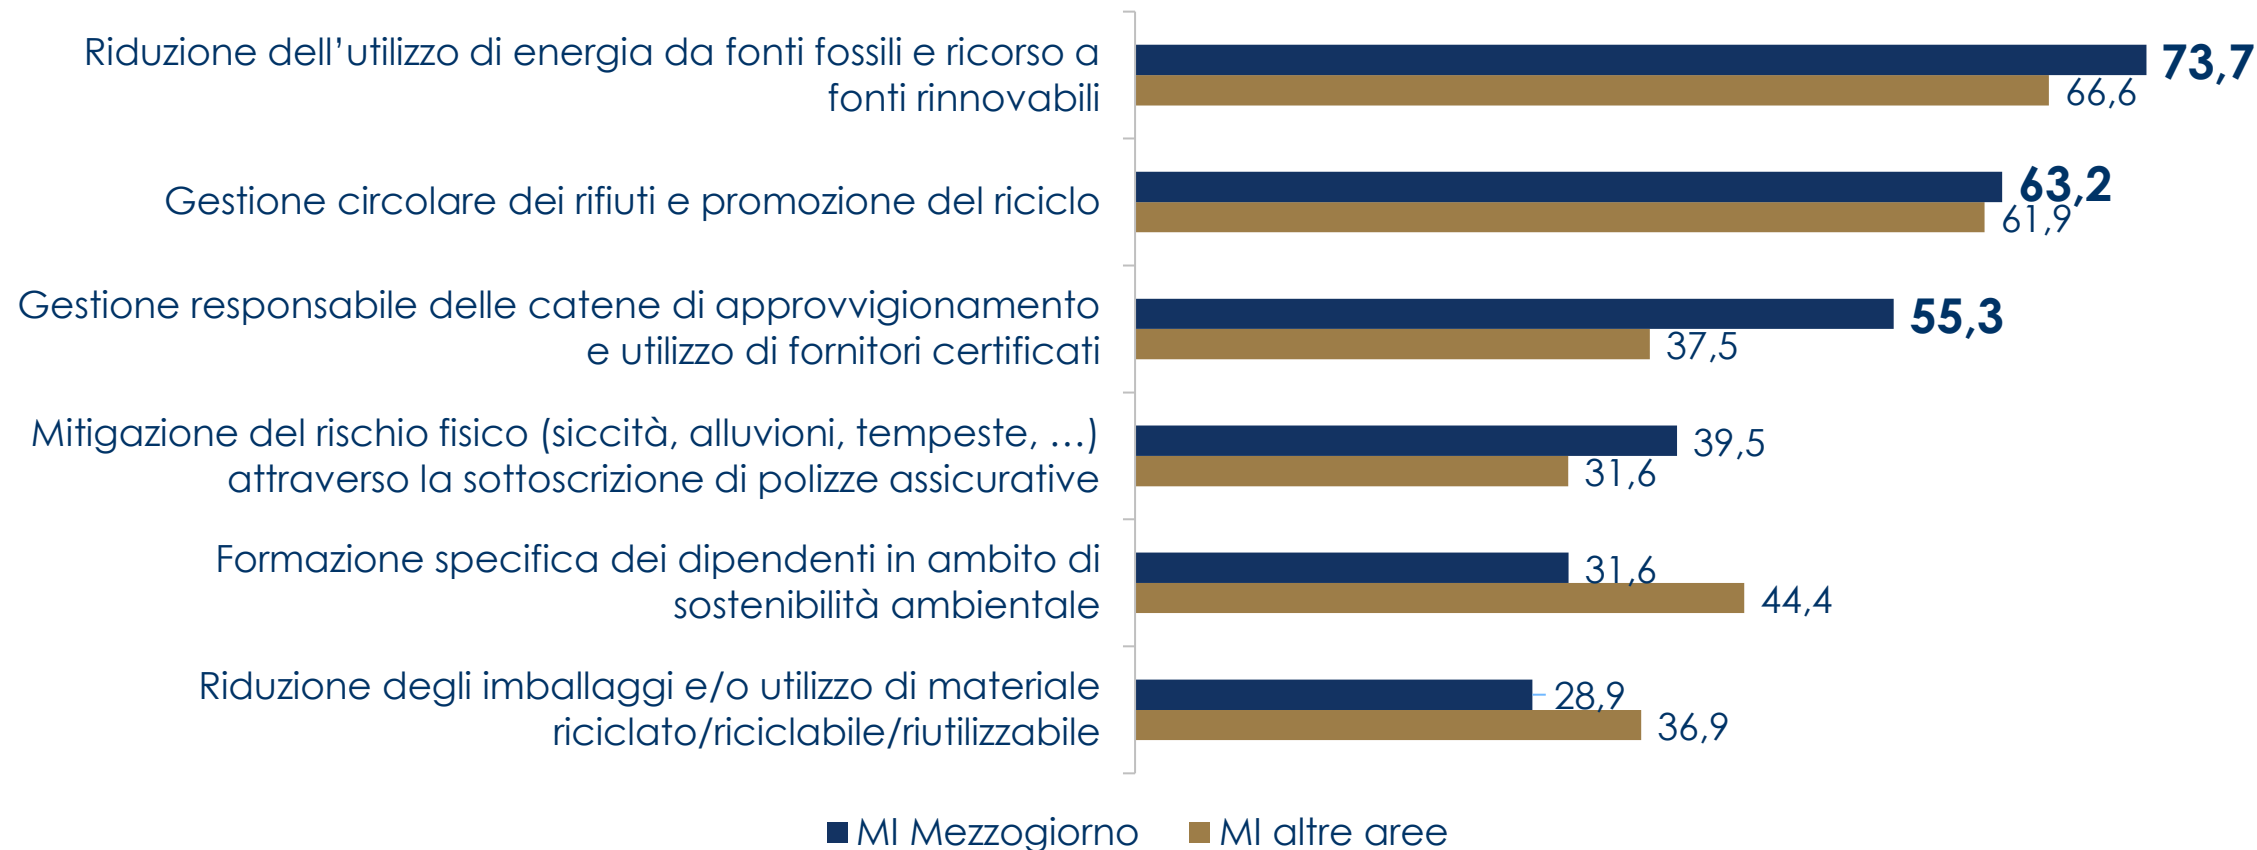 Riduzione dell’utilizzo di energia da fonti fossili e ricorso a
fonti rinnovabili
73,7
66,6
Gestione circolare dei rifiuti e promozione del riciclo
63,2
61,9
Gestione responsabile delle catene di approvvigionamento
e utilizzo di fornitori certificati
55,3
37,5
Mitigazione del rischio fisico (siccità, alluvioni, tempeste, …)
attraverso la sottoscrizione di polizze assicurative
39,5
31,6
Formazione specifica dei dipendenti in ambito di
sostenibilità ambientale
31,6
44,4
Riduzione degli imballaggi e/o utilizzo di materiale
riciclato/riciclabile/riutilizzabile
28,9
36,9
MI Mezzogiorno MI altre aree